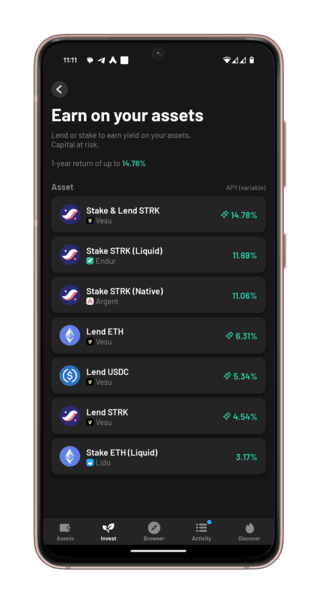 11:11
Earn on your assets
Lend or stake to earn yield on your assets.
Capital at risk.
1-year return of up to 14.78%
Asset APY (variable)
Stake & Lend STRK
Vesu
14.78%
Stake STRK (Liquid)
Endur
11.69%
Stake STRK (Native)
Argent
11.06%
Lend ETH
Vesu
6.31%
Lend USDC
Vesu
5.34%
Lend STRK
Vesu
4.54%
Stake ETH (Liquid)
Lido
3.17%
Assets Invest Browser Activity Discover